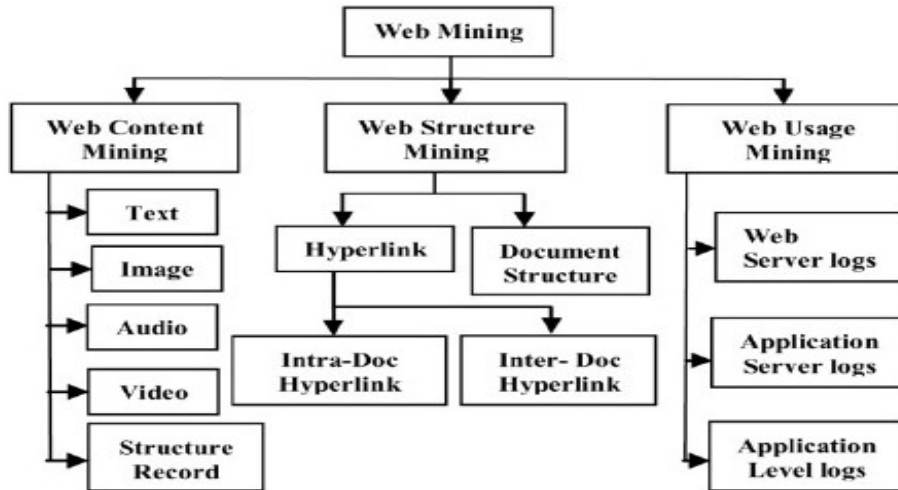 Web Mining
Web Content
Mining
Web Structure
Mining
Web Usage
Mining
Text
Image
Audio
Video
Structure
Record
Hyperlink
Document
Structure
Intra-Doc
Hyperlink
Inter- Doc
Hyperlink
Web
Server logs
Application
Server logs
Application
Level logs